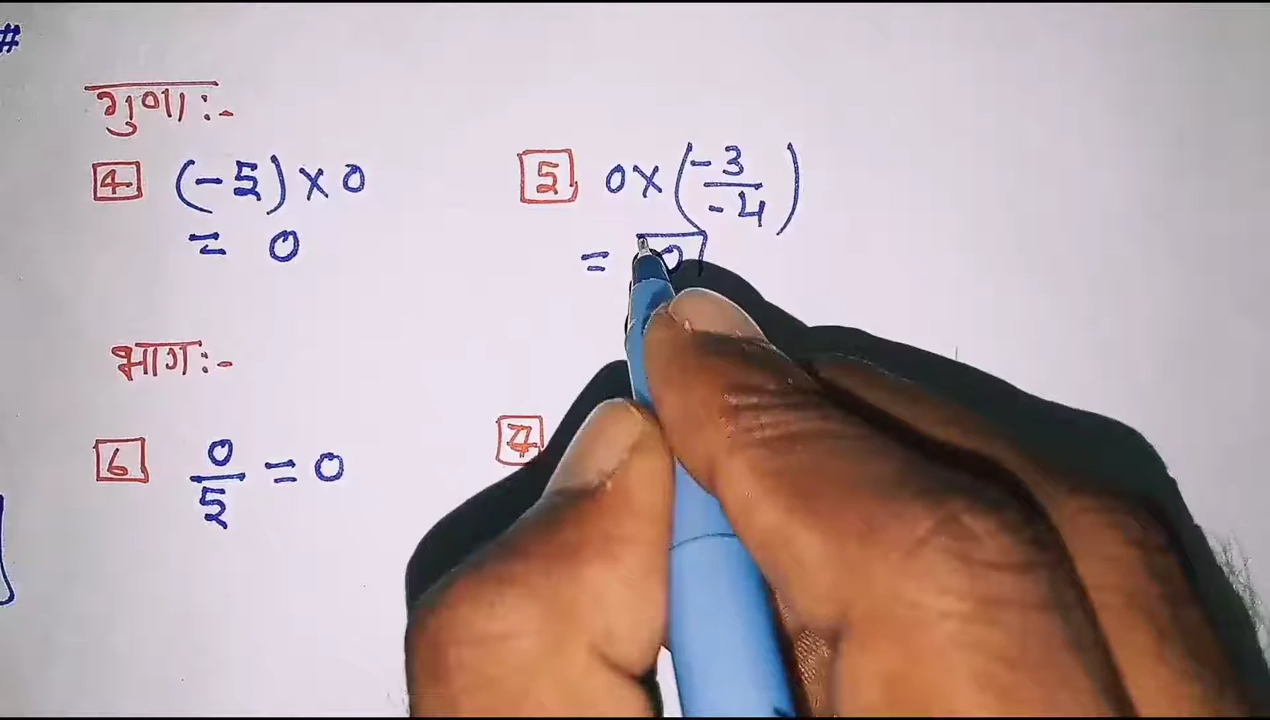 #
गुणा:-
4 (-5) × 0
= 0
5 0 × (-3/-4)
= 0
भाग:-
6 0/5 = 0
7